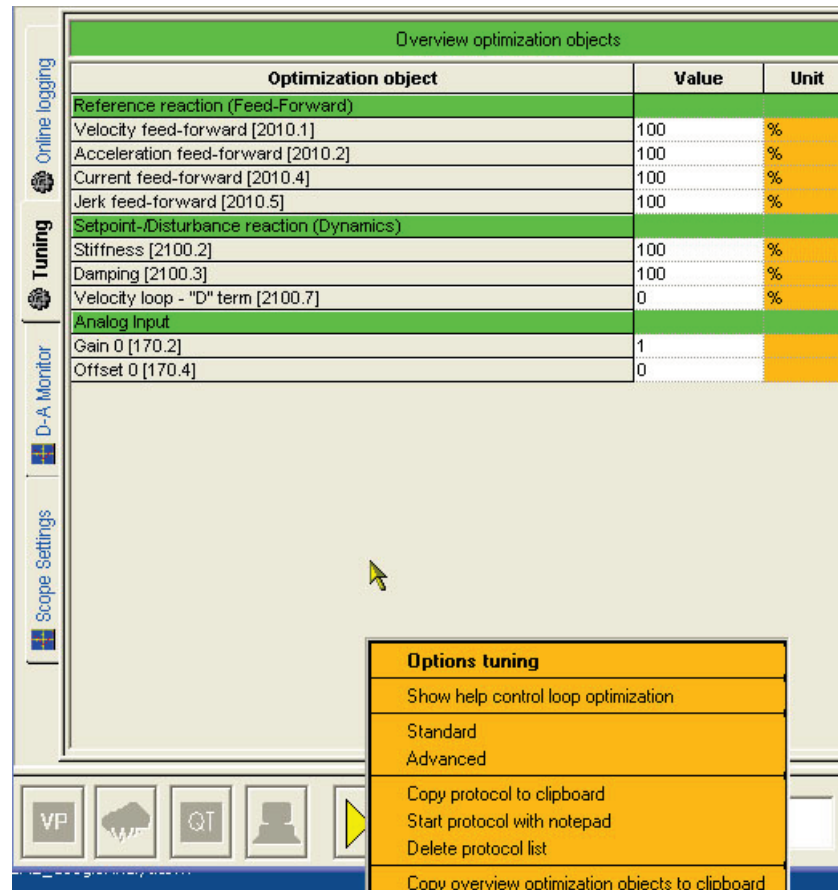 Overview optimization objects
Optimization object Value Unit
Reference reaction (Feed-Forward)
Velocity feed-forward [2010.1] 100 %
Acceleration feed-forward [2010.2] 100 %
Current feed-forward [2010.4] 100 %
Jerk feed-forward [2010.5] 100 %
Setpoint-/Disturbance reaction (Dynamics)
Stiffness [2100.2] 100 %
Damping [2100.3] 100 %
Velocity loop - "D" term [2100.7] 0 %
Analog Input
Gain 0 [170.2] 1
Offset 0 [170.4] 0
Online logging
Tuning
D-A Monitor
Scope Settings
Options tuning
Show help control loop optimization
Standard
Advanced
Copy protocol to clipboard
Start protocol with notepad
Delete protocol list
Copy overview optimization objects to clipboard
VP
QT